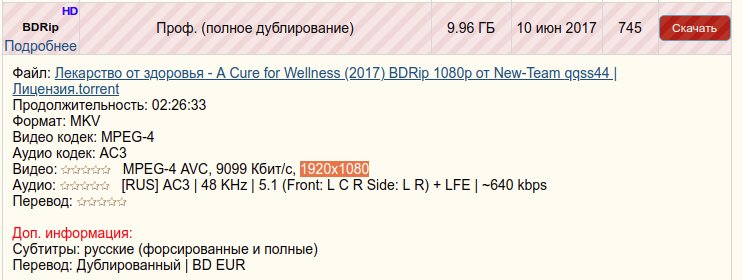 HD
BDRip
Подробнее
Проф. (полное дублирование)
9.96 ГБ
10 июн 2017
745
Скачать
Файл: Лекарство от здоровья - A Cure for Wellness (2017) BDRip 1080p от New-Team qqss44 |
Лицензия.torrent
Продолжительность: 02:26:33
Формат: MKV
Видео кодек: MPEG-4
Аудио кодек: AC3
Видео: ☆☆☆☆☆ MPEG-4 AVC, 9099 Кбит/с, 1920x1080
Аудио: ☆☆☆☆☆ [RUS] AC3 | 48 KHz | 5.1 (Front: L C R Side: L R) + LFE | ~640 kbps
Перевод: ☆☆☆☆☆
Доп. информация:
Субтитры: русские (форсированные и полные)
Перевод: Дублированный | BD EUR